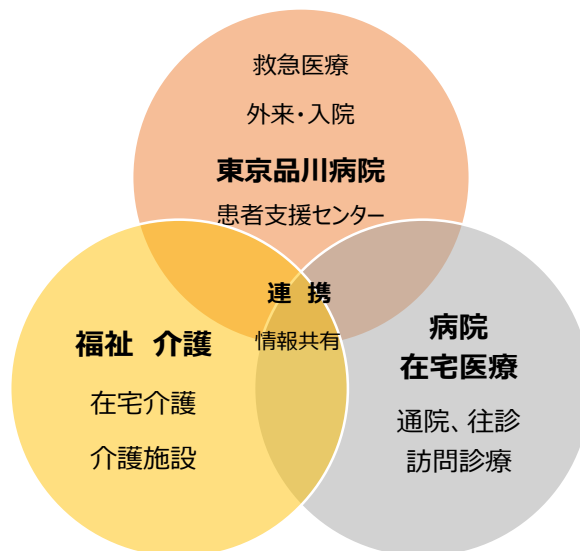 救急医療
外来・入院
東京品川病院
患者支援センター
連 携
情報共有
福祉 介護
在宅介護
介護施設
病院
在宅医療
通院、往診
訪問診療